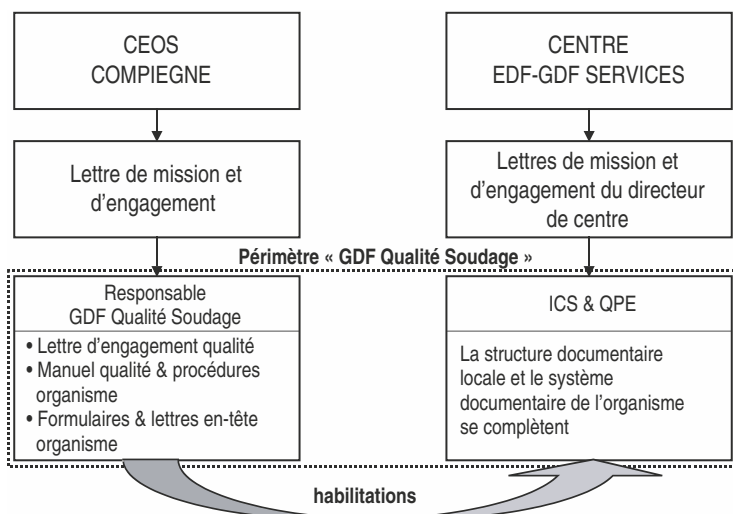 CEOS
COMPIEGNE
CENTRE
EDF-GDF SERVICES
Lettre de mission et
d'engagement
Lettres de mission et
d'engagement du directeur
de centre
Périmètre « GDF Qualité Soudage »
Responsable
GDF Qualité Soudage
• Lettre d'engagement qualité
• Manuel qualité & procédures
organisme
• Formulaires & lettres en-tête
organisme
ICS & QPE
La structure documentaire
locale et le système
documentaire de l'organisme
se complètent
habilitations